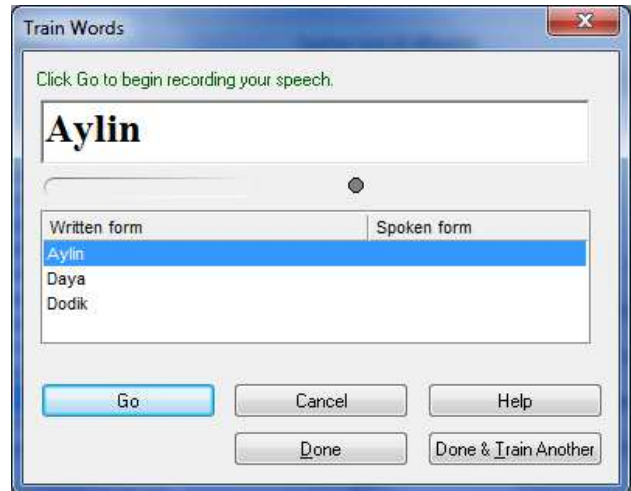 Train Words
Click Go to begin recording your speech.
Aylin
Written form Spoken form
Aylin
Daya
Dodik
Go Cancel Help
Done Done & Train Another